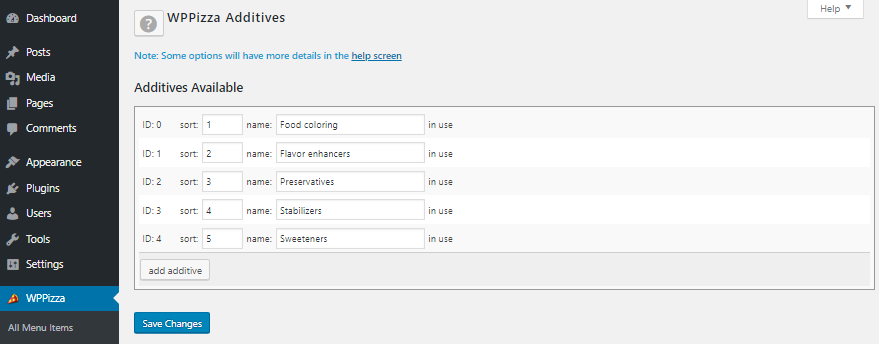 Dashboard
Posts
Media
Pages
Comments
Appearance
Plugins
Users
Tools
Settings
WPPizza
All Menu Items
Help ▼
? WPPizza Additives
Note: Some options will have more details in the help screen
Additives Available
ID: 0 sort: 1 name: Food coloring in use
ID: 1 sort: 2 name: Flavor enhancers in use
ID: 2 sort: 3 name: Preservatives in use
ID: 3 sort: 4 name: Stabilizers in use
ID: 4 sort: 5 name: Sweeteners in use
add additive
Save Changes